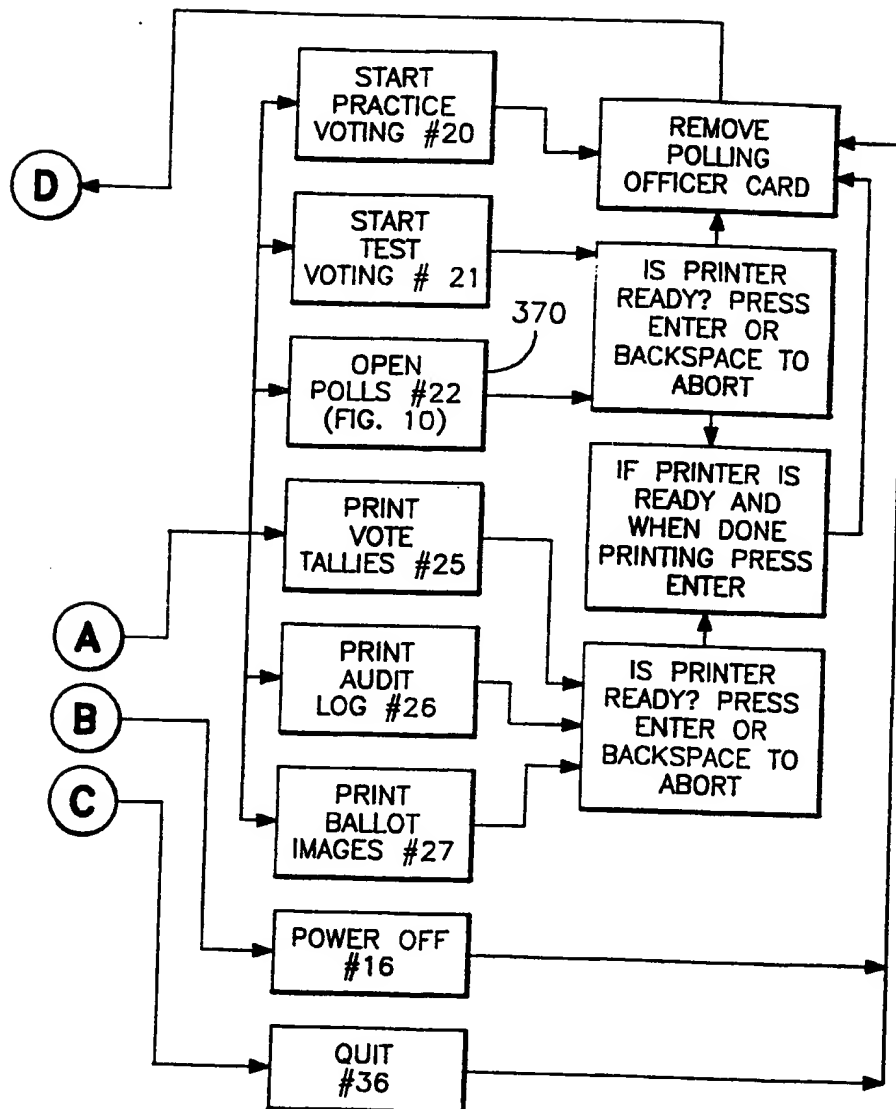 START
PRACTICE
VOTING #20
REMOVE
POLLING
OFFICER CARD
D
START
TEST
VOTING # 21
IS PRINTER
READY? PRESS
ENTER OR
BACKSPACE TO
ABORT
370
OPEN
POLLS #22
(FIG. 10)
IF PRINTER IS
READY AND
WHEN DONE
PRINTING PRESS
ENTER
PRINT
VOTE
TALLIES #25
A
PRINT
AUDIT
LOG #26
IS PRINTER
READY? PRESS
ENTER OR
BACKSPACE TO
ABORT
B
C
PRINT
BALLOT
IMAGES #27
POWER OFF
#16
QUIT
#36